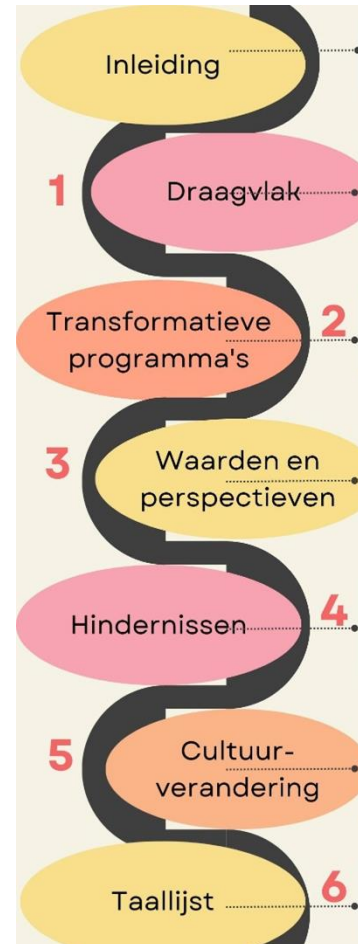 Inleiding
1
Draagvlak
Transformatieve
programma's
2
3
Waarden en
perspectieven
Hindernissen
4
5
Cultuur-
verandering
Taallijst
6